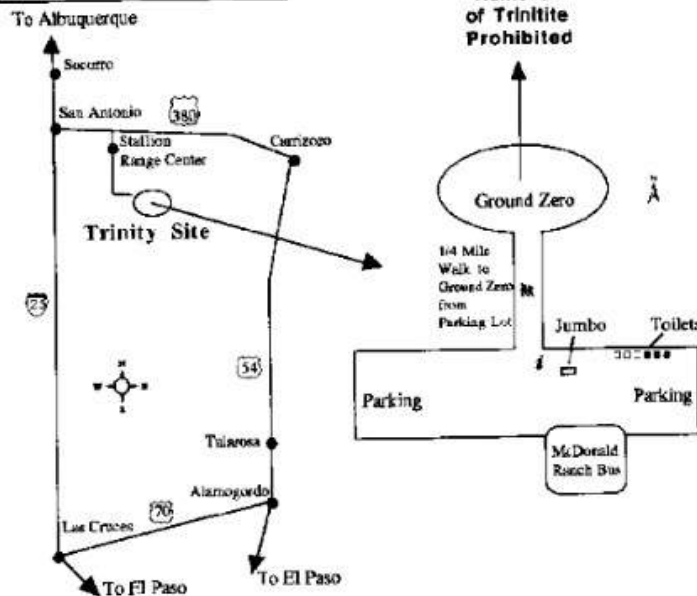 To Albuquerque
Socorro
San Antonio
380
Stallion
Range Center
Carrizozo
Trinity Site
25
N
W
54
Tularosa
Alamogordo
70
Las Cruces
To El Paso
To El Paso
of Trinitite
Prohibited
Ground Zero
1/4 Mile
Walk to
Ground Zero
from
Parking Lot
Jumbo
Toilets
i
Parking
Parking
McDonald
Ranch Bus